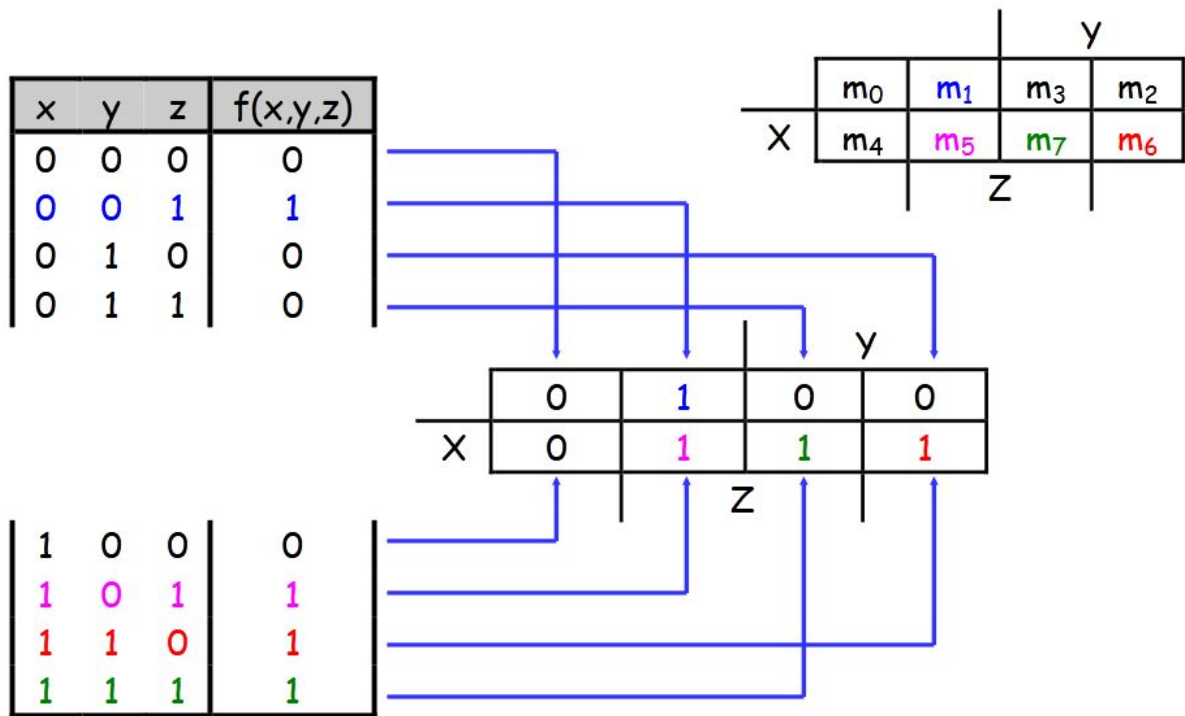 x y z f(x,y,z)
0 0 0 0
0 0 1 1
0 1 0 0
0 1 1 0
Y
m₀ m₁ m₃ m₂
X m₄ m₅ m₇ m₆
Z
Y
0 1 0 0
X 0 1 1 1
Z
1 0 0 0
1 0 1 1
1 1 0 1
1 1 1 1